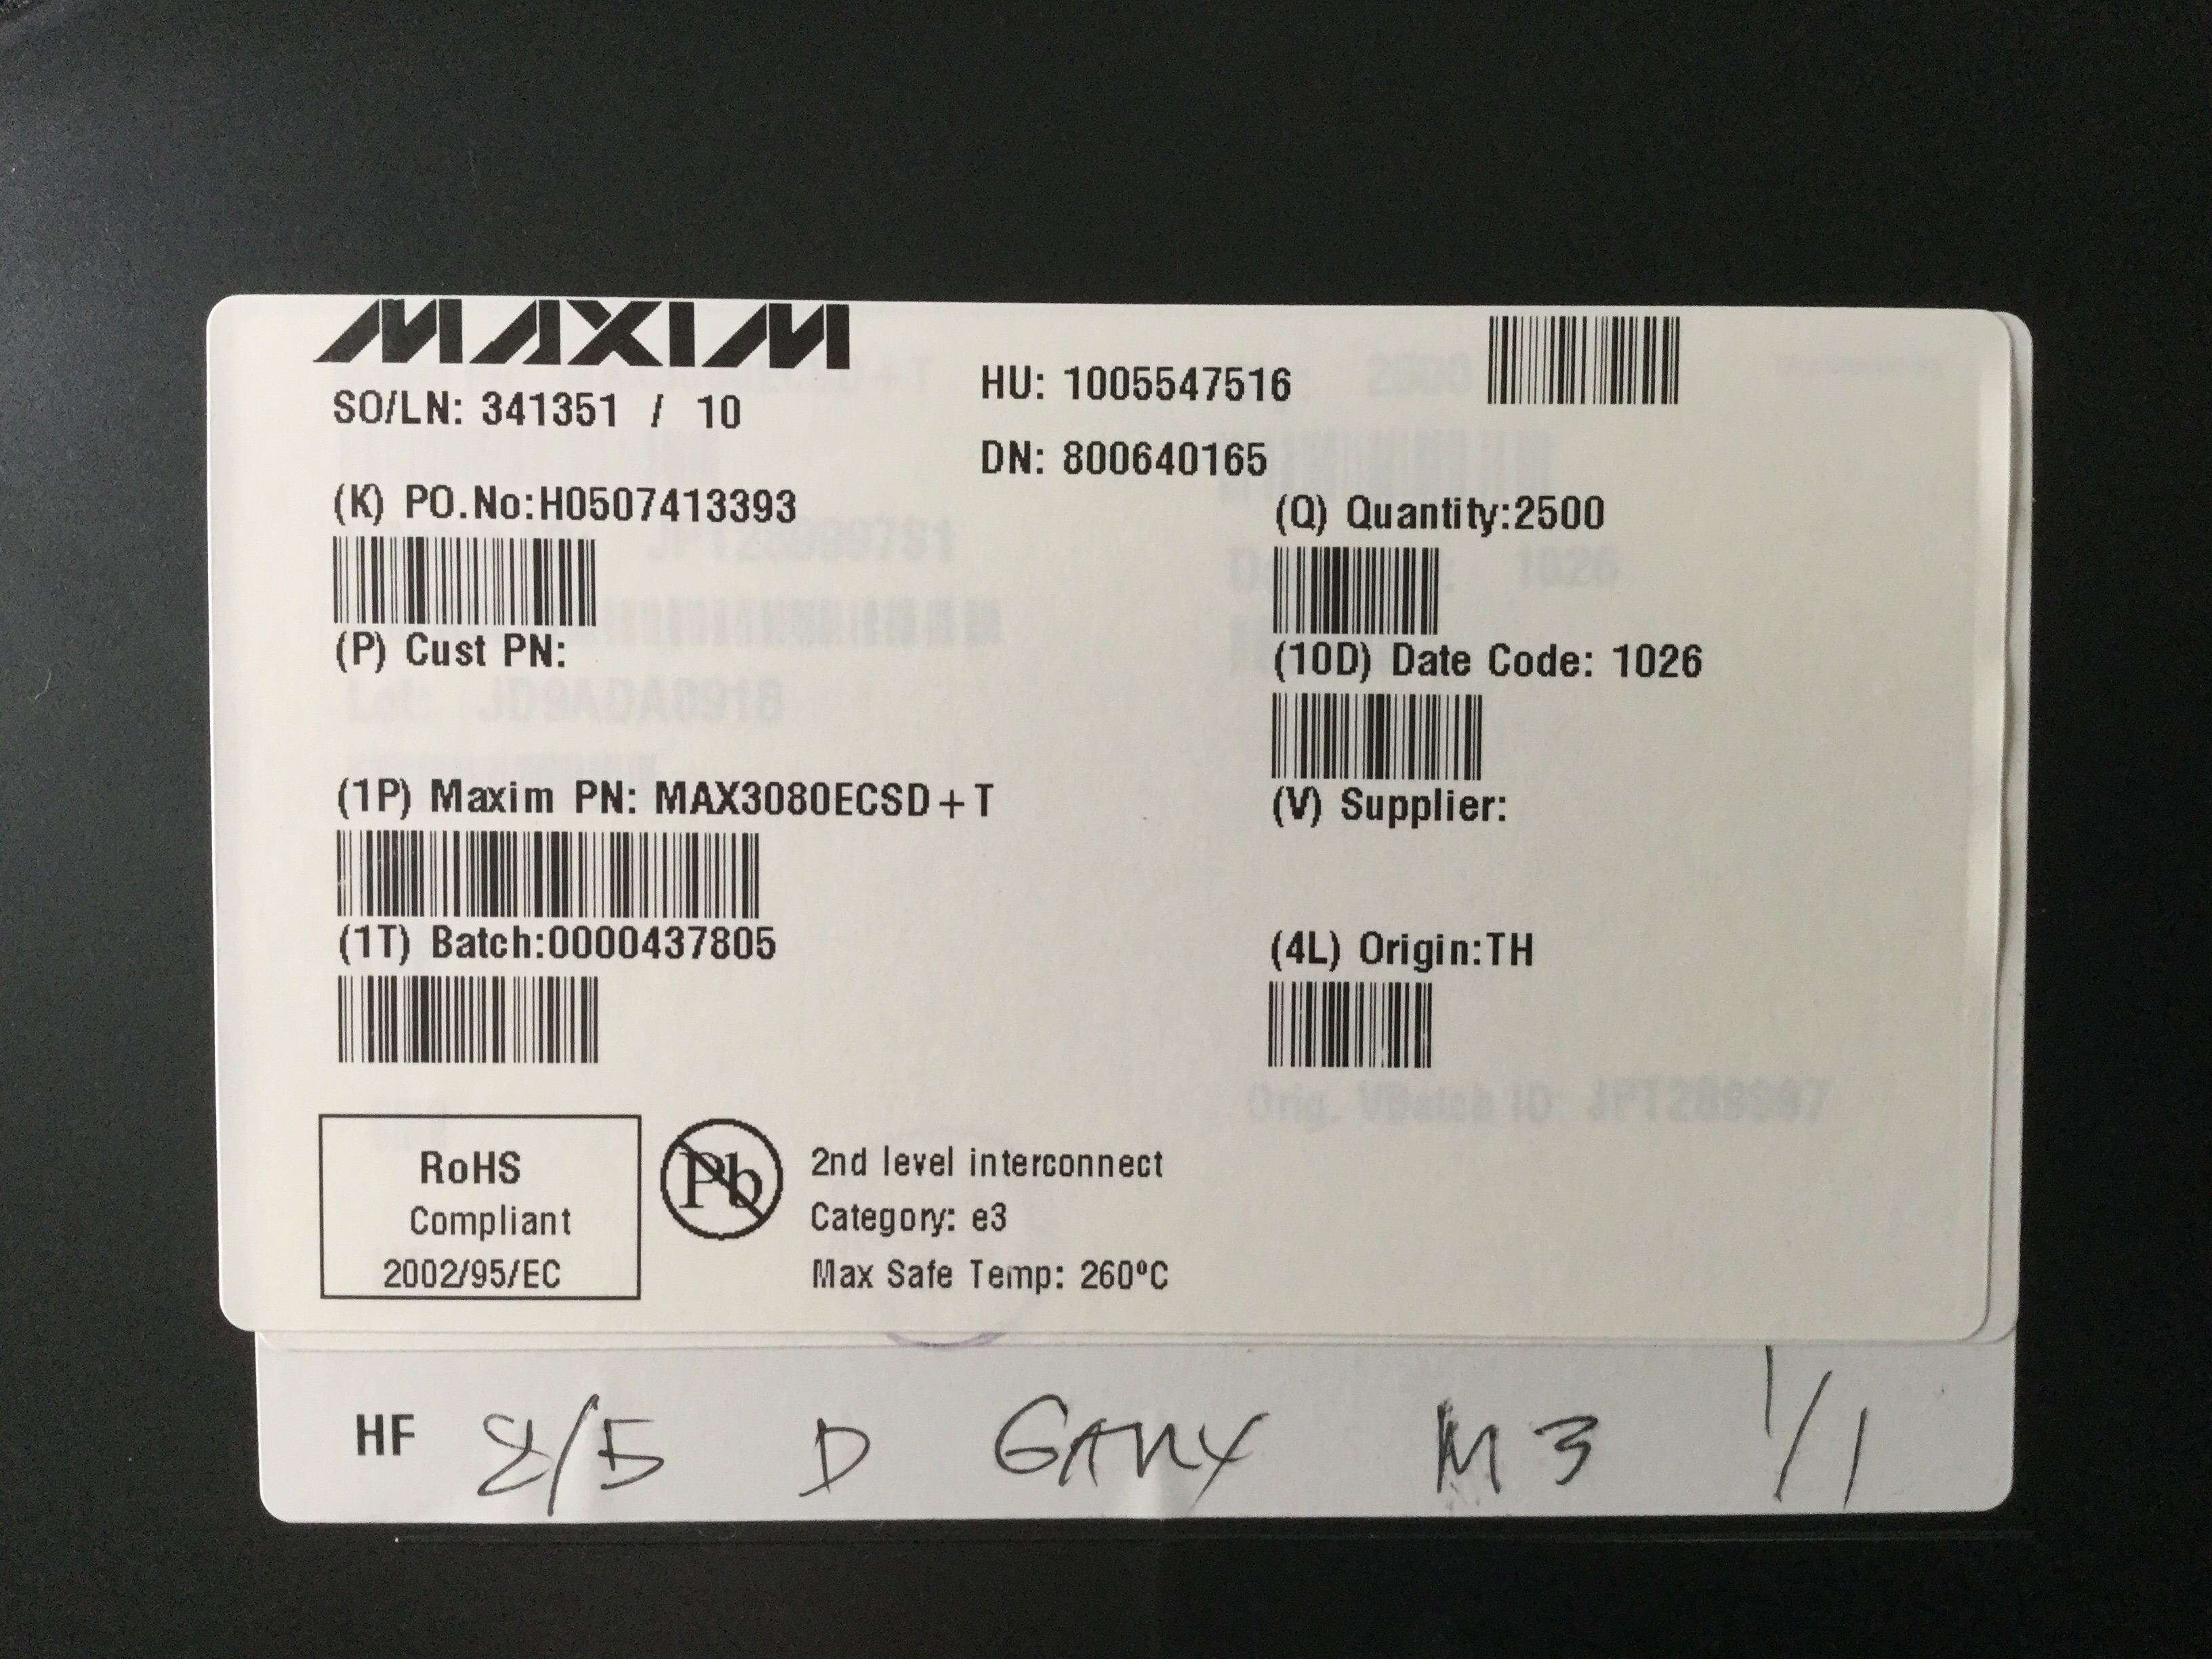 MAXIM
SO/LN: 341351 / 10
HU: 1005547516
DN: 800640165
(K) PO.No:H0507413393
(Q) Quantity:2500
(P) Cust PN:
(10D) Date Code: 1026
(1P) Maxim PN: MAX3080ECSD+T
(V) Supplier:
(1T) Batch:0000437805
(4L) Origin:TH
RoHS
Compliant
2002/95/EC
Pb
2nd level interconnect
Category: e3
Max Safe Temp: 260ºC
HF 8/5 D M3 1/1